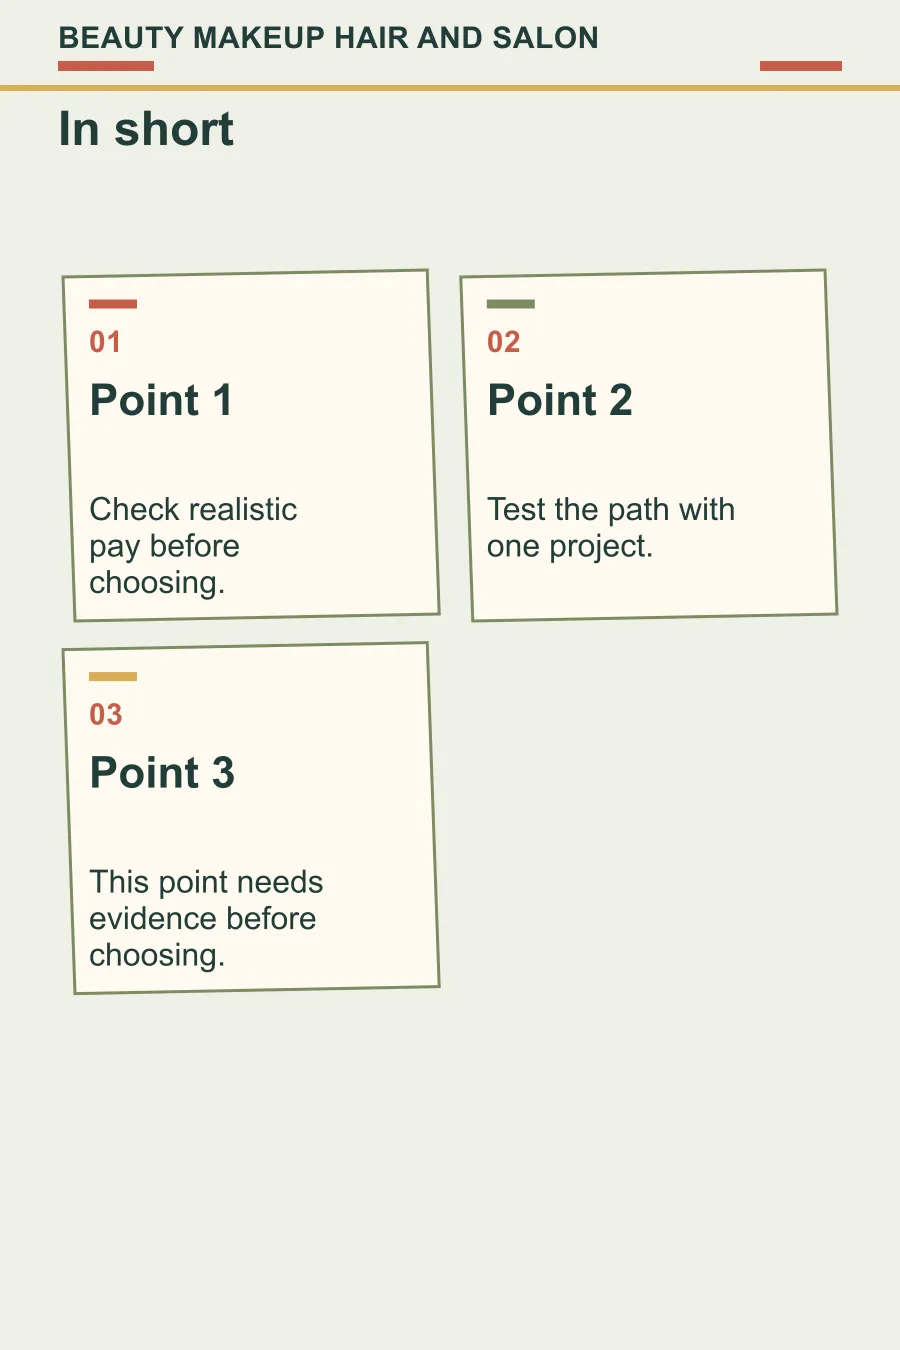 BEAUTY MAKEUP HAIR AND SALON
In short
01
Point 1
Check realistic
pay before
choosing.
02
Point 2
Test the path with
one project.
03
Point 3
This point needs
evidence before
choosing.